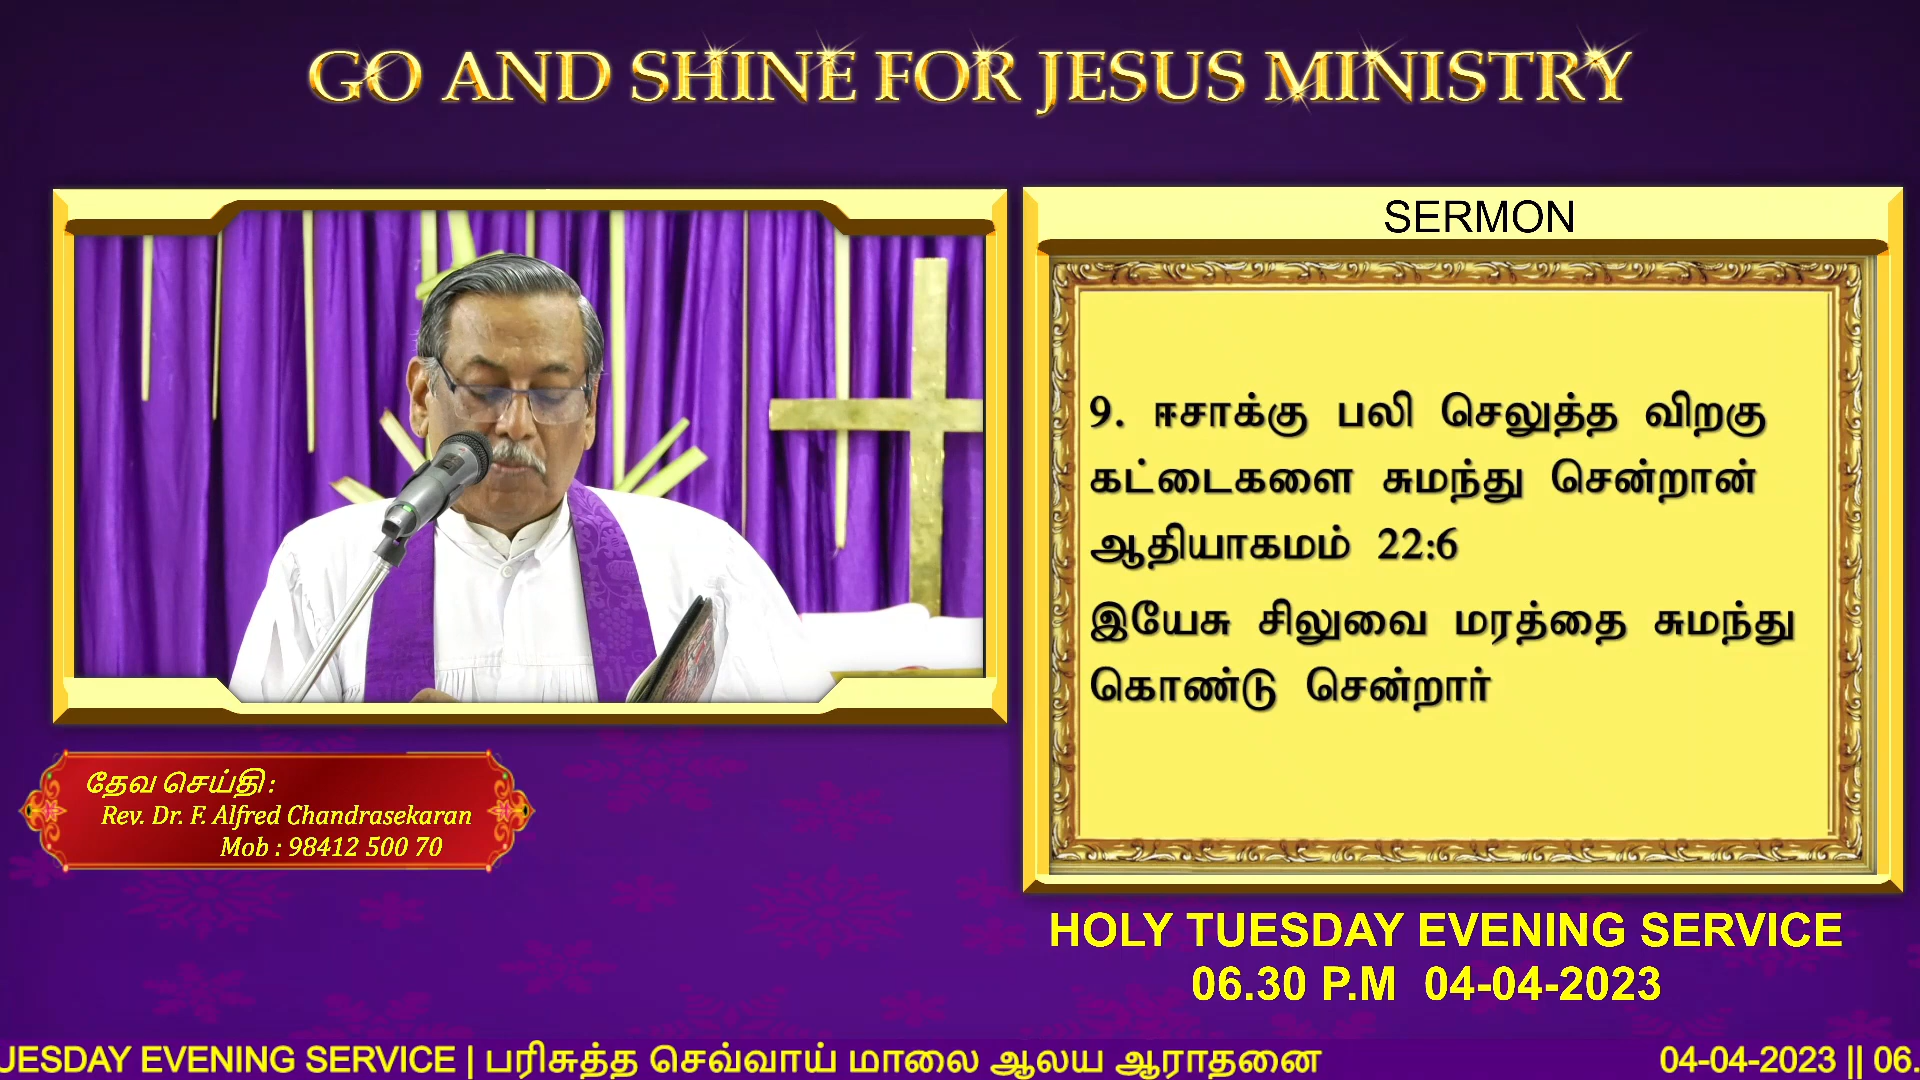 GO AND SHINE FOR JESUS MINISTRY
SERMON
9. ஈசாக்கு பலி செலுத்த விறகு
கட்டைகளை சுமந்து சென்றான்
ஆதியாகமம் 22:6
இயேசு சிலுவை மரத்தை சுமந்து
கொண்டு சென்றார்
தேவ செய்தி :
Rev. Dr. F. Alfred Chandrasekaran
Mob : 98412 500 70
HOLY TUESDAY EVENING SERVICE
06.30 P.M 04-04-2023
UESDAY EVENING SERVICE | பரிசுத்த செவ்வாய் மாலை ஆலய ஆராதனை 04-04-2023 || 06.